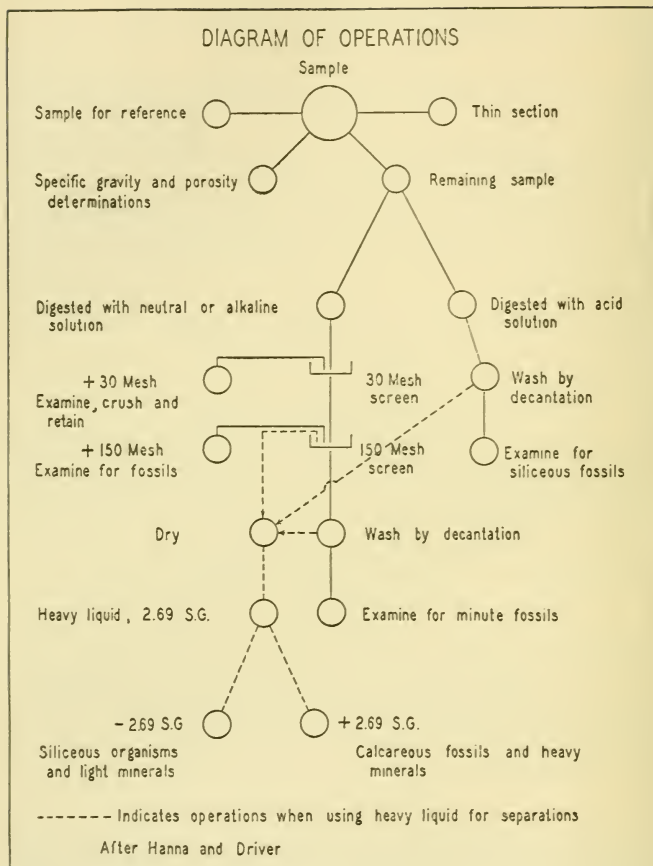 DIAGRAM OF OPERATIONS
Sample
Sample for reference
Thin section
Specific gravity and porosity
determinations
Remaining sample
Digested with neutral or alkaline
solution
Digested with acid
solution
+ 30 Mesh
Examine, crush and
retain
30 Mesh
screen
Wash by
decantation
+ 150 Mesh
Examine for fossils
150 Mesh
screen
Examine for
siliceous fossils
Dry
Wash by decantation
Heavy liquid, 2.69 S.G.
Examine for minute fossils
- 2.69 S.G
Siliceous organisms
and light minerals
+ 2.69 S.G.
Calcareous fossils and heavy
minerals
------- Indicates operations when using heavy liquid for separations
After Hanna and Driver